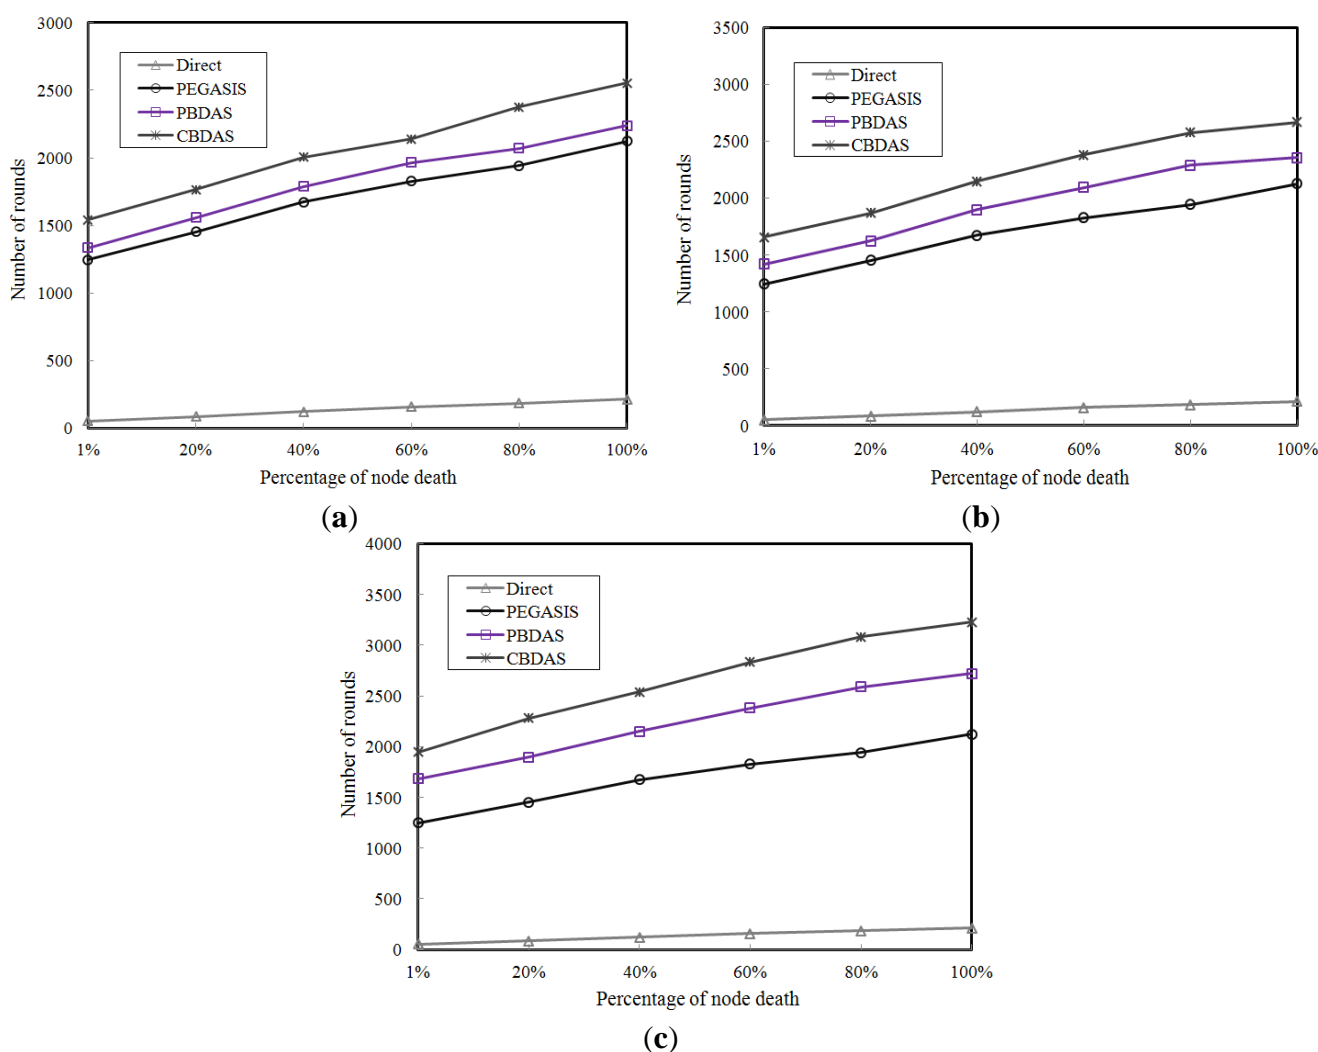 3000
2500
2000
1500
1000
500
0
Number of rounds
Direct
PEGASIS
PBDAS
CBDAS
1% 20% 40% 60% 80% 100%
Percentage of node death
(a)
3500
3000
2500
2000
1500
1000
500
0
Number of rounds
Direct
PEGASIS
PBDAS
CBDAS
1% 20% 40% 60% 80% 100%
Percentage of node death
(b)
4000
3500
3000
2500
2000
1500
1000
500
0
Number of rounds
Direct
PEGASIS
PBDAS
CBDAS
1% 20% 40% 60% 80% 100%
Percentage of node death
(c)